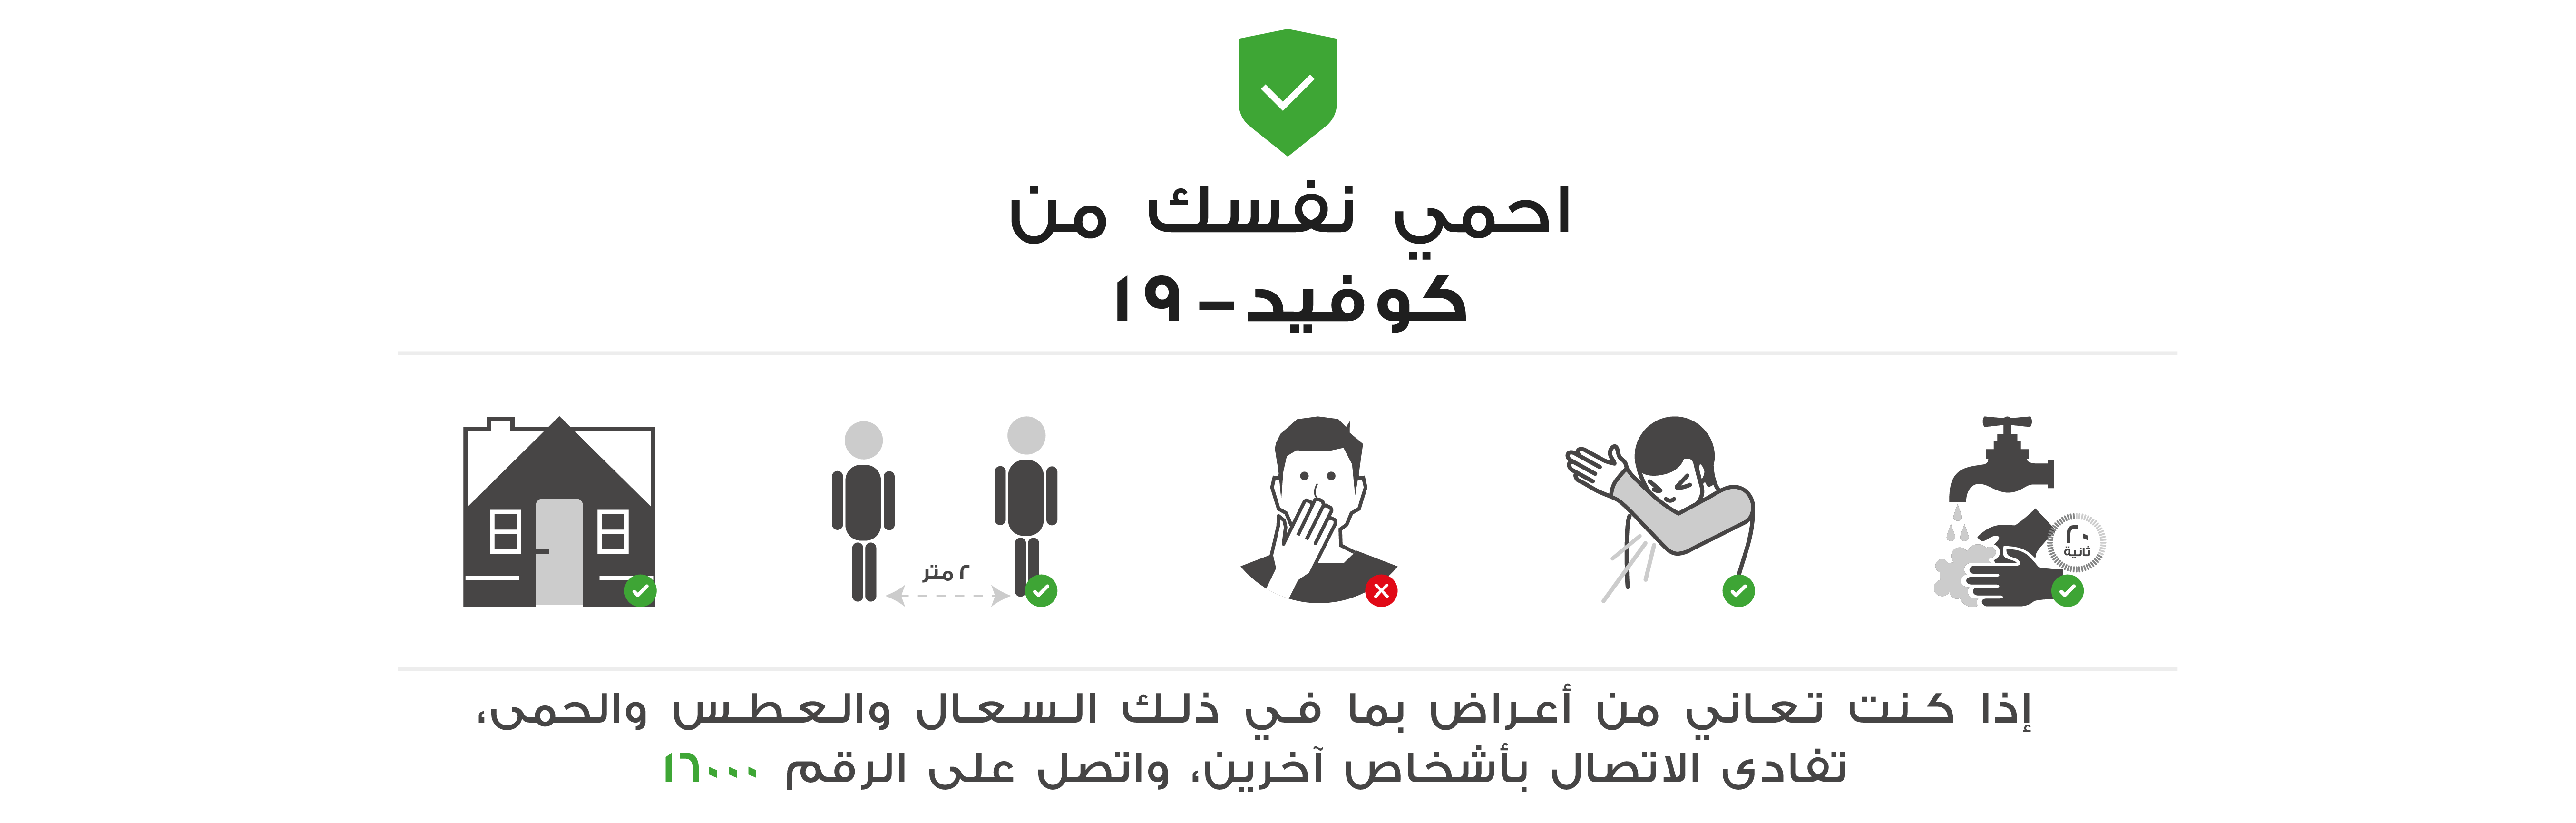 احمي نفسك من
كوفيد-١٩
٢٠
ثانية
٢ متر
إذا كنت تعاني من أعراض بما في ذلك السعال والعطس والحمى،
تفادى الاتصال بأشخاص آخرين، واتصل على الرقم ١٦٠٠٠